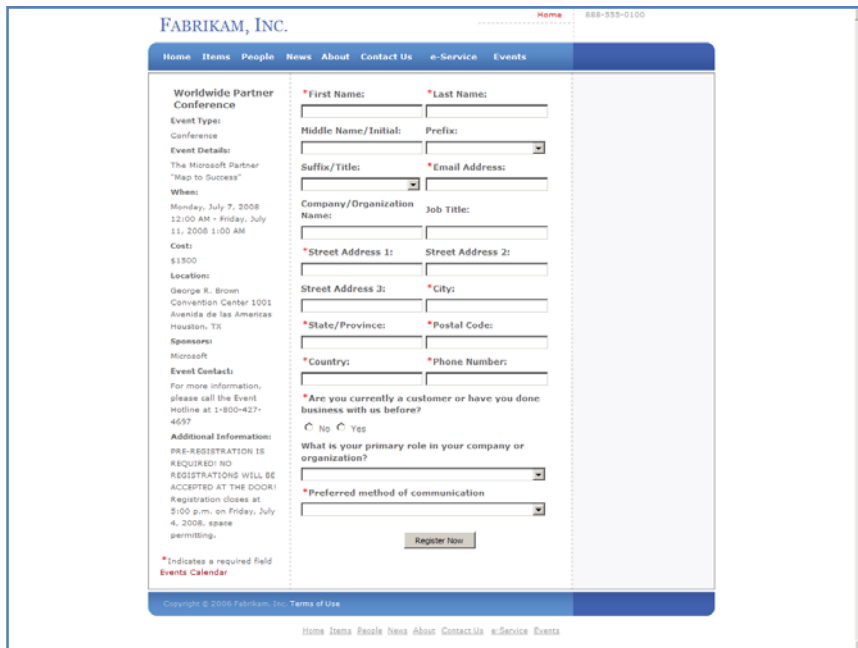 FABRIKAM, INC.
Home
888-555-0100
Home Items People News About Contact Us e-Service Events
Worldwide Partner
Conference
Event Type:
Conference
Event Details:
The Microsoft Partner
"Map to Success"
When:
Monday, July 7, 2008
12:00 AM - Friday, July
11, 2008 1:00 AM
Cost:
$1500
Location:
George R. Brown
Convention Center 1001
Avenida de las Americas
Houston, TX
Sponsors:
Microsoft
Event Contact:
For more information,
please call the Event
Hotline at 1-800-427-
4697
Additional Information:
PRE-REGISTRATION IS
REQUIRED! NO
REGISTRATIONS WILL BE
ACCEPTED AT THE DOOR!
Registration closes at
5:00 p.m. on Friday, July
4, 2008, space
permitting.
*Indicates a required field
Events Calendar
*First Name: *Last Name:
Middle Name/Initial: Prefix:
Suffix/Title: *Email Address:
Company/Organization
Name:
Job Title:
*Street Address 1: Street Address 2:
Street Address 3: *City:
*State/Province: *Postal Code:
*Country: *Phone Number:
*Are you currently a customer or have you done
business with us before?
No Yes
What is your primary role in your company or
organization?
*Preferred method of communication
Register Now
Copyright © 2006 Fabrikam, Inc. Terms of Use
Home Items People News About Contact Us e-Service Events